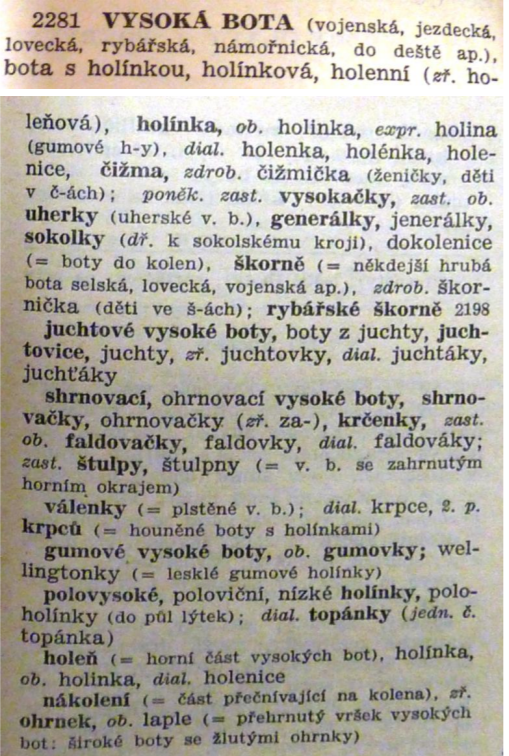 2281 VYSOKÁ BOTA (vojenská, jezdecká,
lovecká, rybářská, námořnická, do deště ap.),
bota s holínkou, holínková, holenní (zř. ho-
leňová), holínka, ob. holinka, expr. holina
(gumové h-y), dial. holenka, holénka, hole-
nice, čižma, zdrob. čižmička (ženičky, děti
v č-ách); poněk. zast. vysokačky, zast. ob.
uherky (uherské v. b.), generálky, jenerálky,
sokolky (dř. k sokolskému kroji), dokolenice
(= boty do kolen), škorně (= někdejší hrubá
bota selská, lovecká, vojenská ap.), zdrob. škor-
nička (děti ve š-ách); rybářské škorně 2198
juchtové vysoké boty, boty z juchty, juch-
tovice, juchty, zř. juchtovky, dial. juchtáky,
juchťáky
shrnovací, ohrnovací vysoké boty, shrno-
vačky, ohrnovačky (zř. za-), krčenky, zast.
ob. faldovačky, faldovky, dial. faldováky;
zast. štulpy, štulpny (= v. b. se zahrnutým
horním okrajem)
válenky (= plstěné v. b.); dial. krpce, 2. p.
krpců (= houněné boty s holínkami)
gumové vysoké boty, ob. gumovky; wel-
lingtonky (= lesklé gumové holínky)
polovysoké, poloviční, nízké holínky, polo-
holínky (do půl lýtek); dial. topánky (jedn. č.
topánka)
holeň (= horní část vysokých bot), holínka,
ob. holinka, dial. holenice
nákolení (= část přečnívající na kolena), zř.
ohrnek, ob. laple (= přehrnutý vršek vysokých
bot: široké boty se žlutými ohrnky)